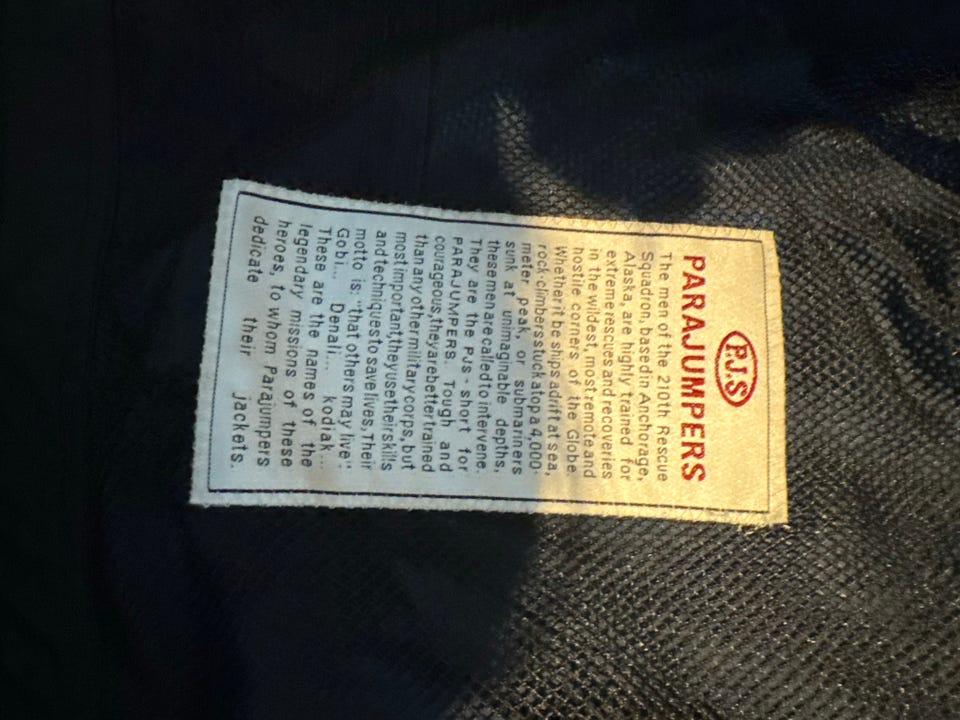 P.J.S
PARAJUMPERS
The men of the 210th Rescue
Squadron, based in Anchorage,
Alaska, are highly trained for
extreme rescues and recoveries
in the wildest, most remote and
hostile corners of the Globe.
Whether it be ships adrift at sea,
rock-climbers stuck atop a 4,000-
meter peak, or submariners
sunk at unimaginable depths,
these men are called to intervene.
They are the PJS - short for
PARAJUMPERS. Tough and
courageous, they are better trained
than any other military corps, but
most important, they use their skills
and techniques to save lives. Their
motto is: "that others may live".
Gobi... Denali... kodiak...
These are the names of the
legendary missions of these
heroes, to whom Parajumpers
dedicate their jackets.